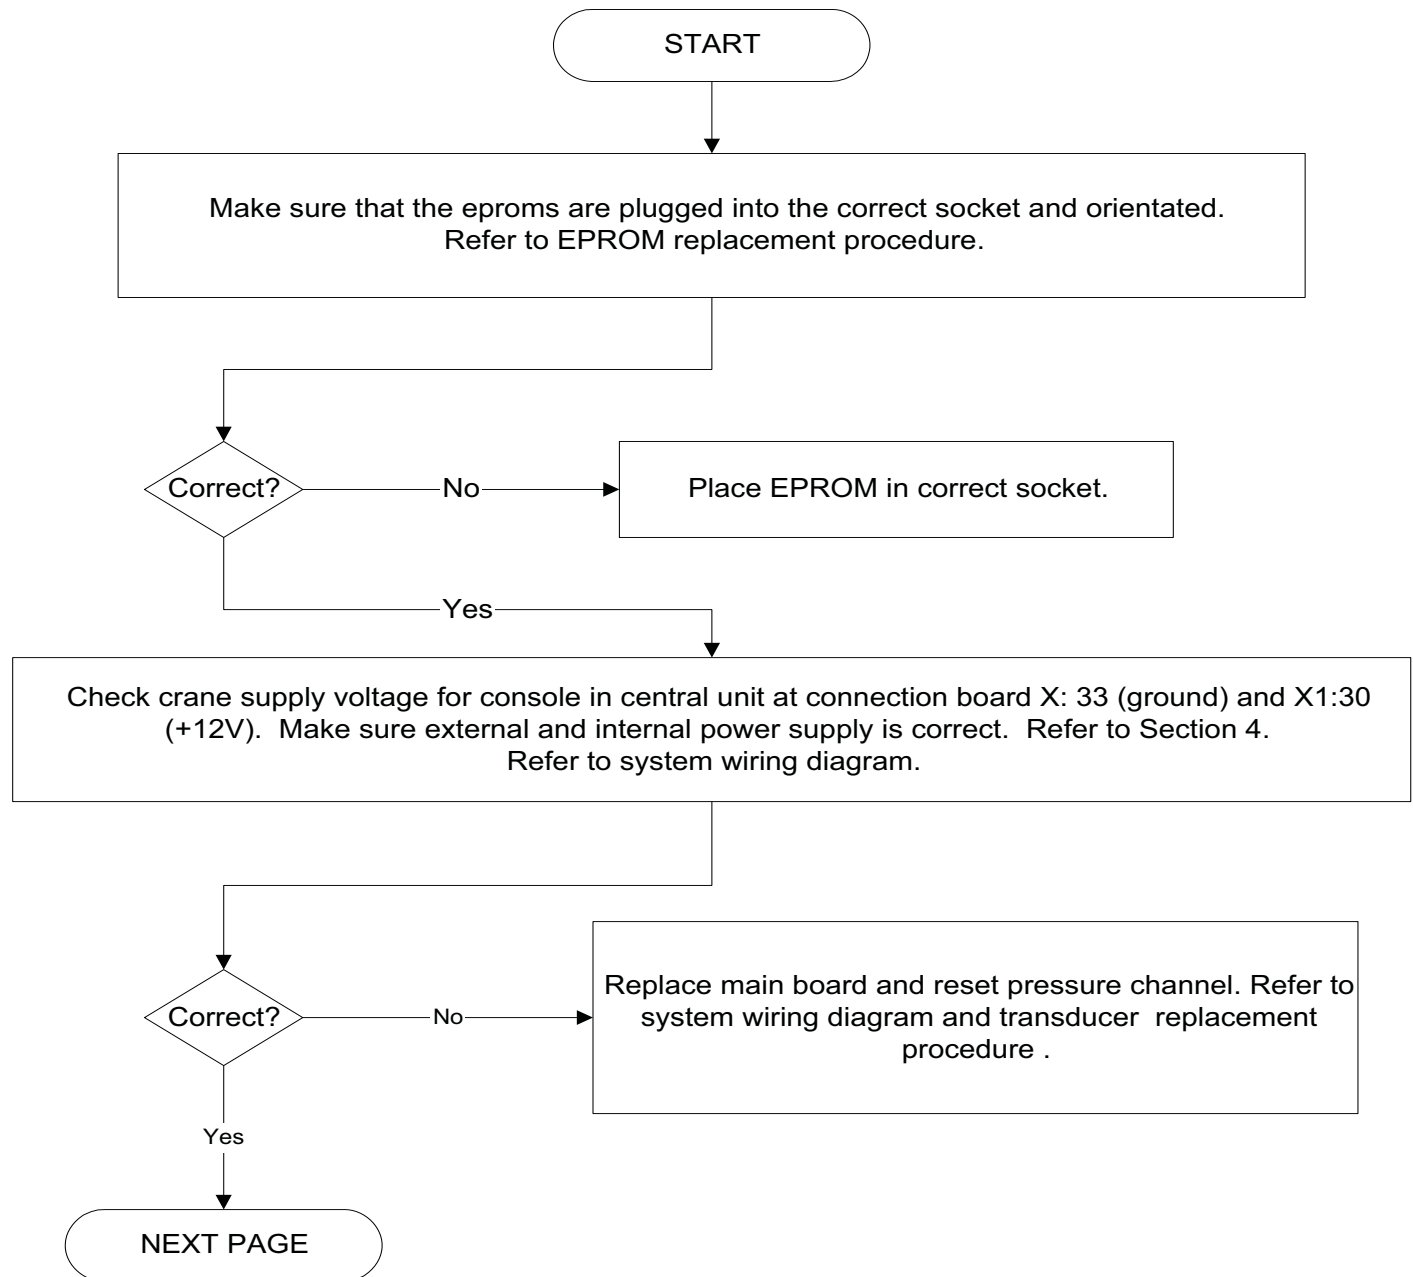 START
Make sure that the eproms are plugged into the correct socket and orientated.
Refer to EPROM replacement procedure.
Correct?
No
Place EPROM in correct socket.
Yes
Check crane supply voltage for console in central unit at connection board X: 33 (ground) and X1:30
(+12V).  Make sure external and internal power supply is correct.  Refer to Section 4.
Refer to system wiring diagram.
Correct?
No
Replace main board and reset pressure channel. Refer to
system wiring diagram and transducer  replacement
procedure .
Yes
NEXT PAGE